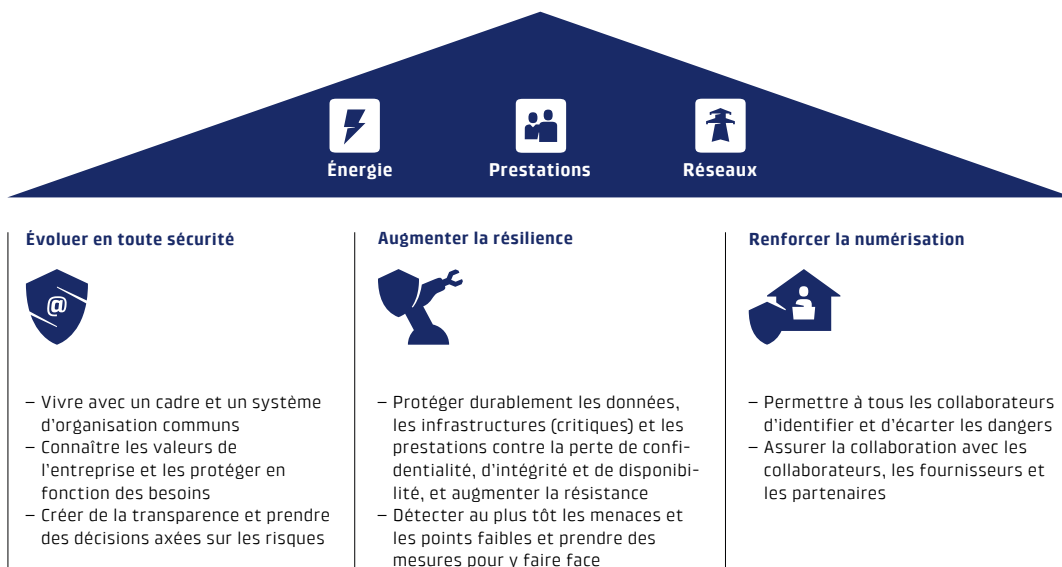 Énergie
Prestations
Réseaux
Évoluer en toute sécurité
@
– Vivre avec un cadre et un système
d'organisation communs
– Connaître les valeurs de
l'entreprise et les protéger en
fonction des besoins
– Créer de la transparence et prendre
des décisions axées sur les risques
Augmenter la résilience
– Protéger durablement les données,
les infrastructures (critiques) et les
prestations contre la perte de confi-
dentialité, d'intégrité et de disponibi-
lité, et augmenter la résistance
– Détecter au plus tôt les menaces et
les points faibles et prendre des
mesures pour y faire face
Renforcer la numérisation
– Permettre à tous les collaborateurs
d'identifier et d'écarter les dangers
– Assurer la collaboration avec les
collaborateurs, les fournisseurs et
les partenaires